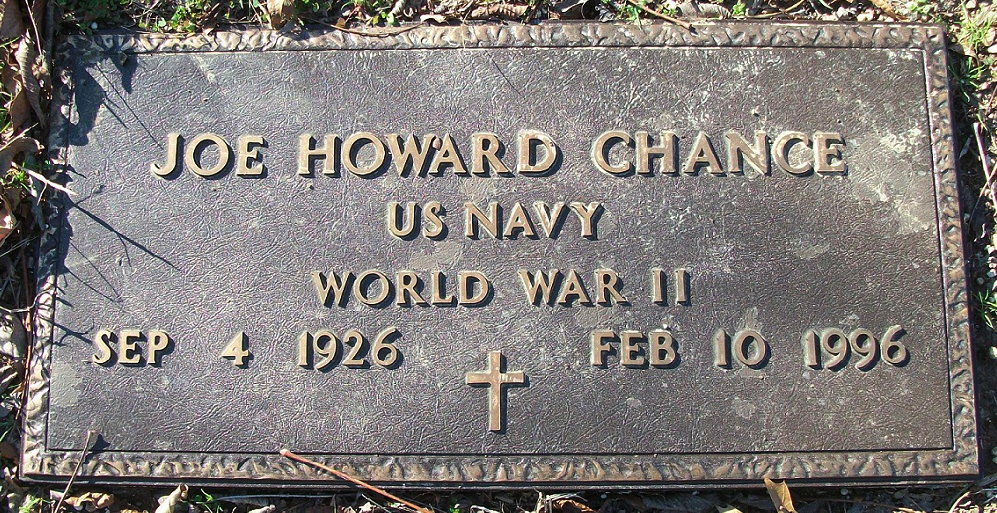 JOE HOWARD CHANCE
US NAVY
WORLD WAR II
SEP 4 1926 FEB 10 1996